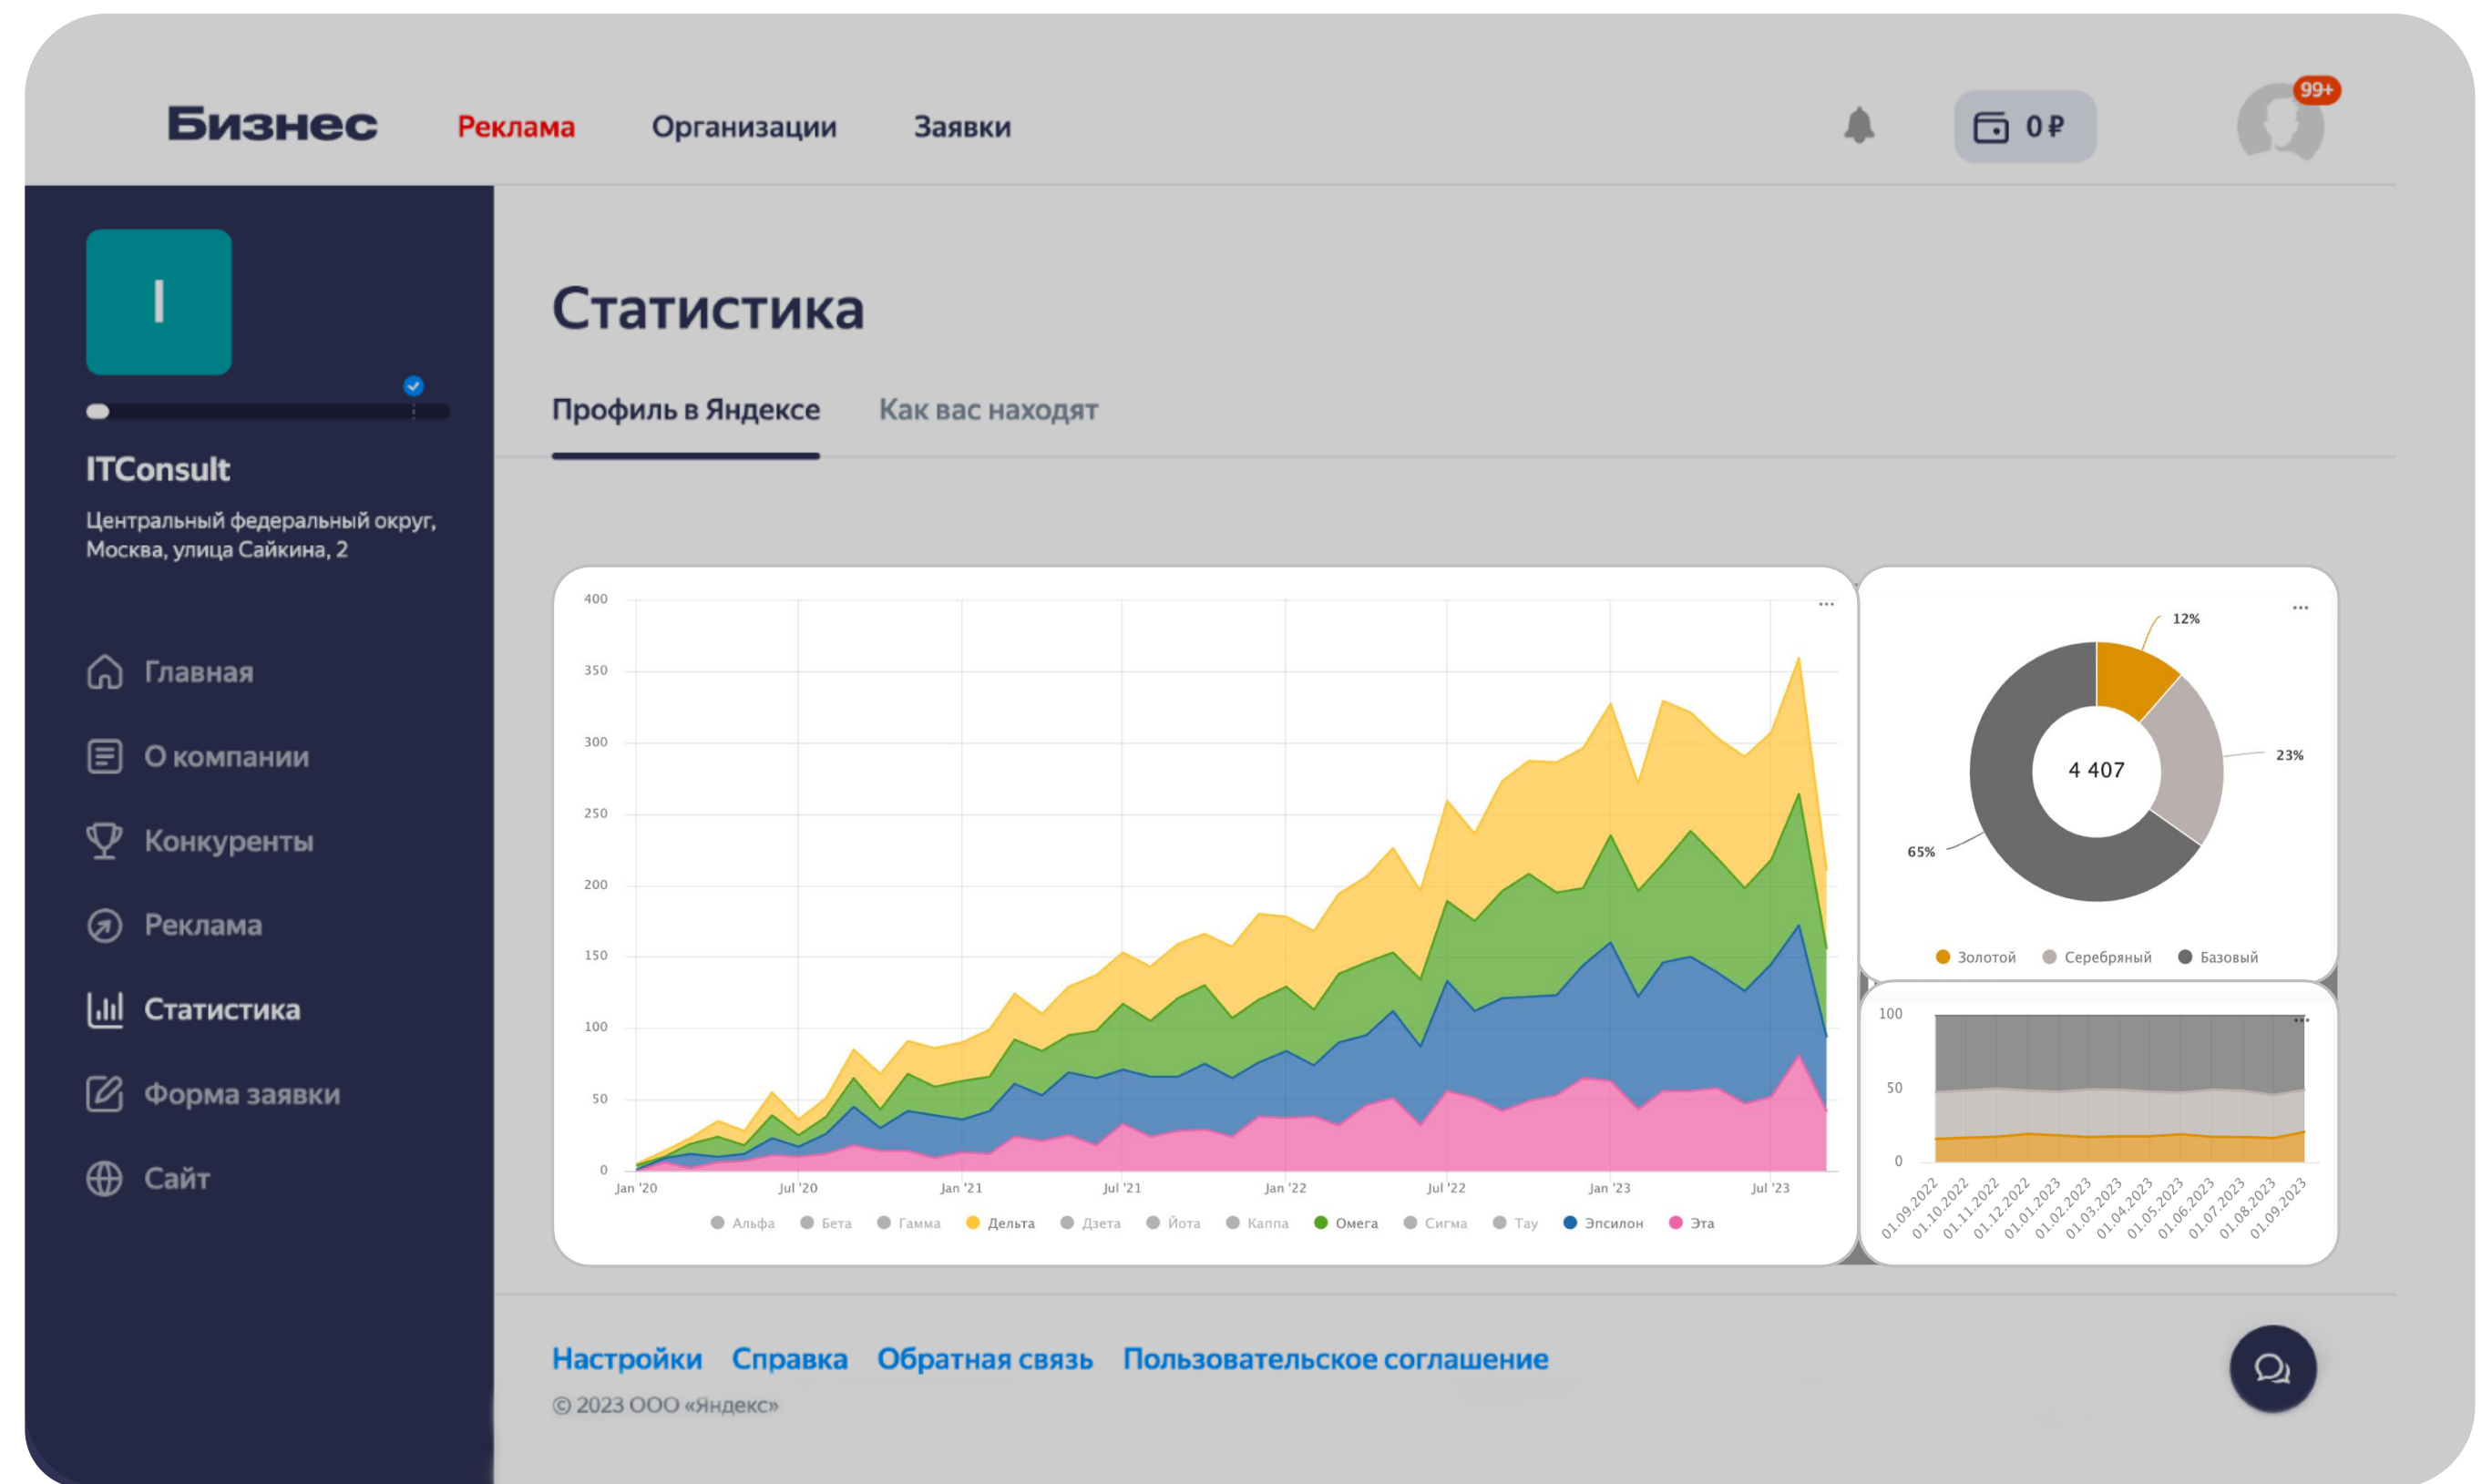 Бизнес Реклама Организации Заявки 0 ₽ 99+
I
ITConsult
Центральный федеральный округ,
Москва, улица Сайкина, 2
Главная
О компании
Конкуренты
Реклама
Статистика
Форма заявки
Сайт
Статистика
Профиль в Яндексе Как вас находят
400
350
300
250
200
150
100
50
0
Jan '20 Jul '20 Jan '21 Jul '21 Jan '22 Jul '22 Jan '23 Jul '23
Альфа Бета Гамма Дельта Дзета Йота Каппа Омега Сигма Тау Эпсилон Эта
12%
23%
4 407
65%
Золотой Серебряный Базовый
100
50
0
01.09.2022 01.10.2022 01.11.2022 01.12.2022 01.01.2023 01.02.2023 01.03.2023 01.04.2023 01.05.2023 01.06.2023 01.07.2023 01.08.2023 01.09.2023
Настройки Справка Обратная связь Пользовательское соглашение
© 2023 ООО «Яндекс»